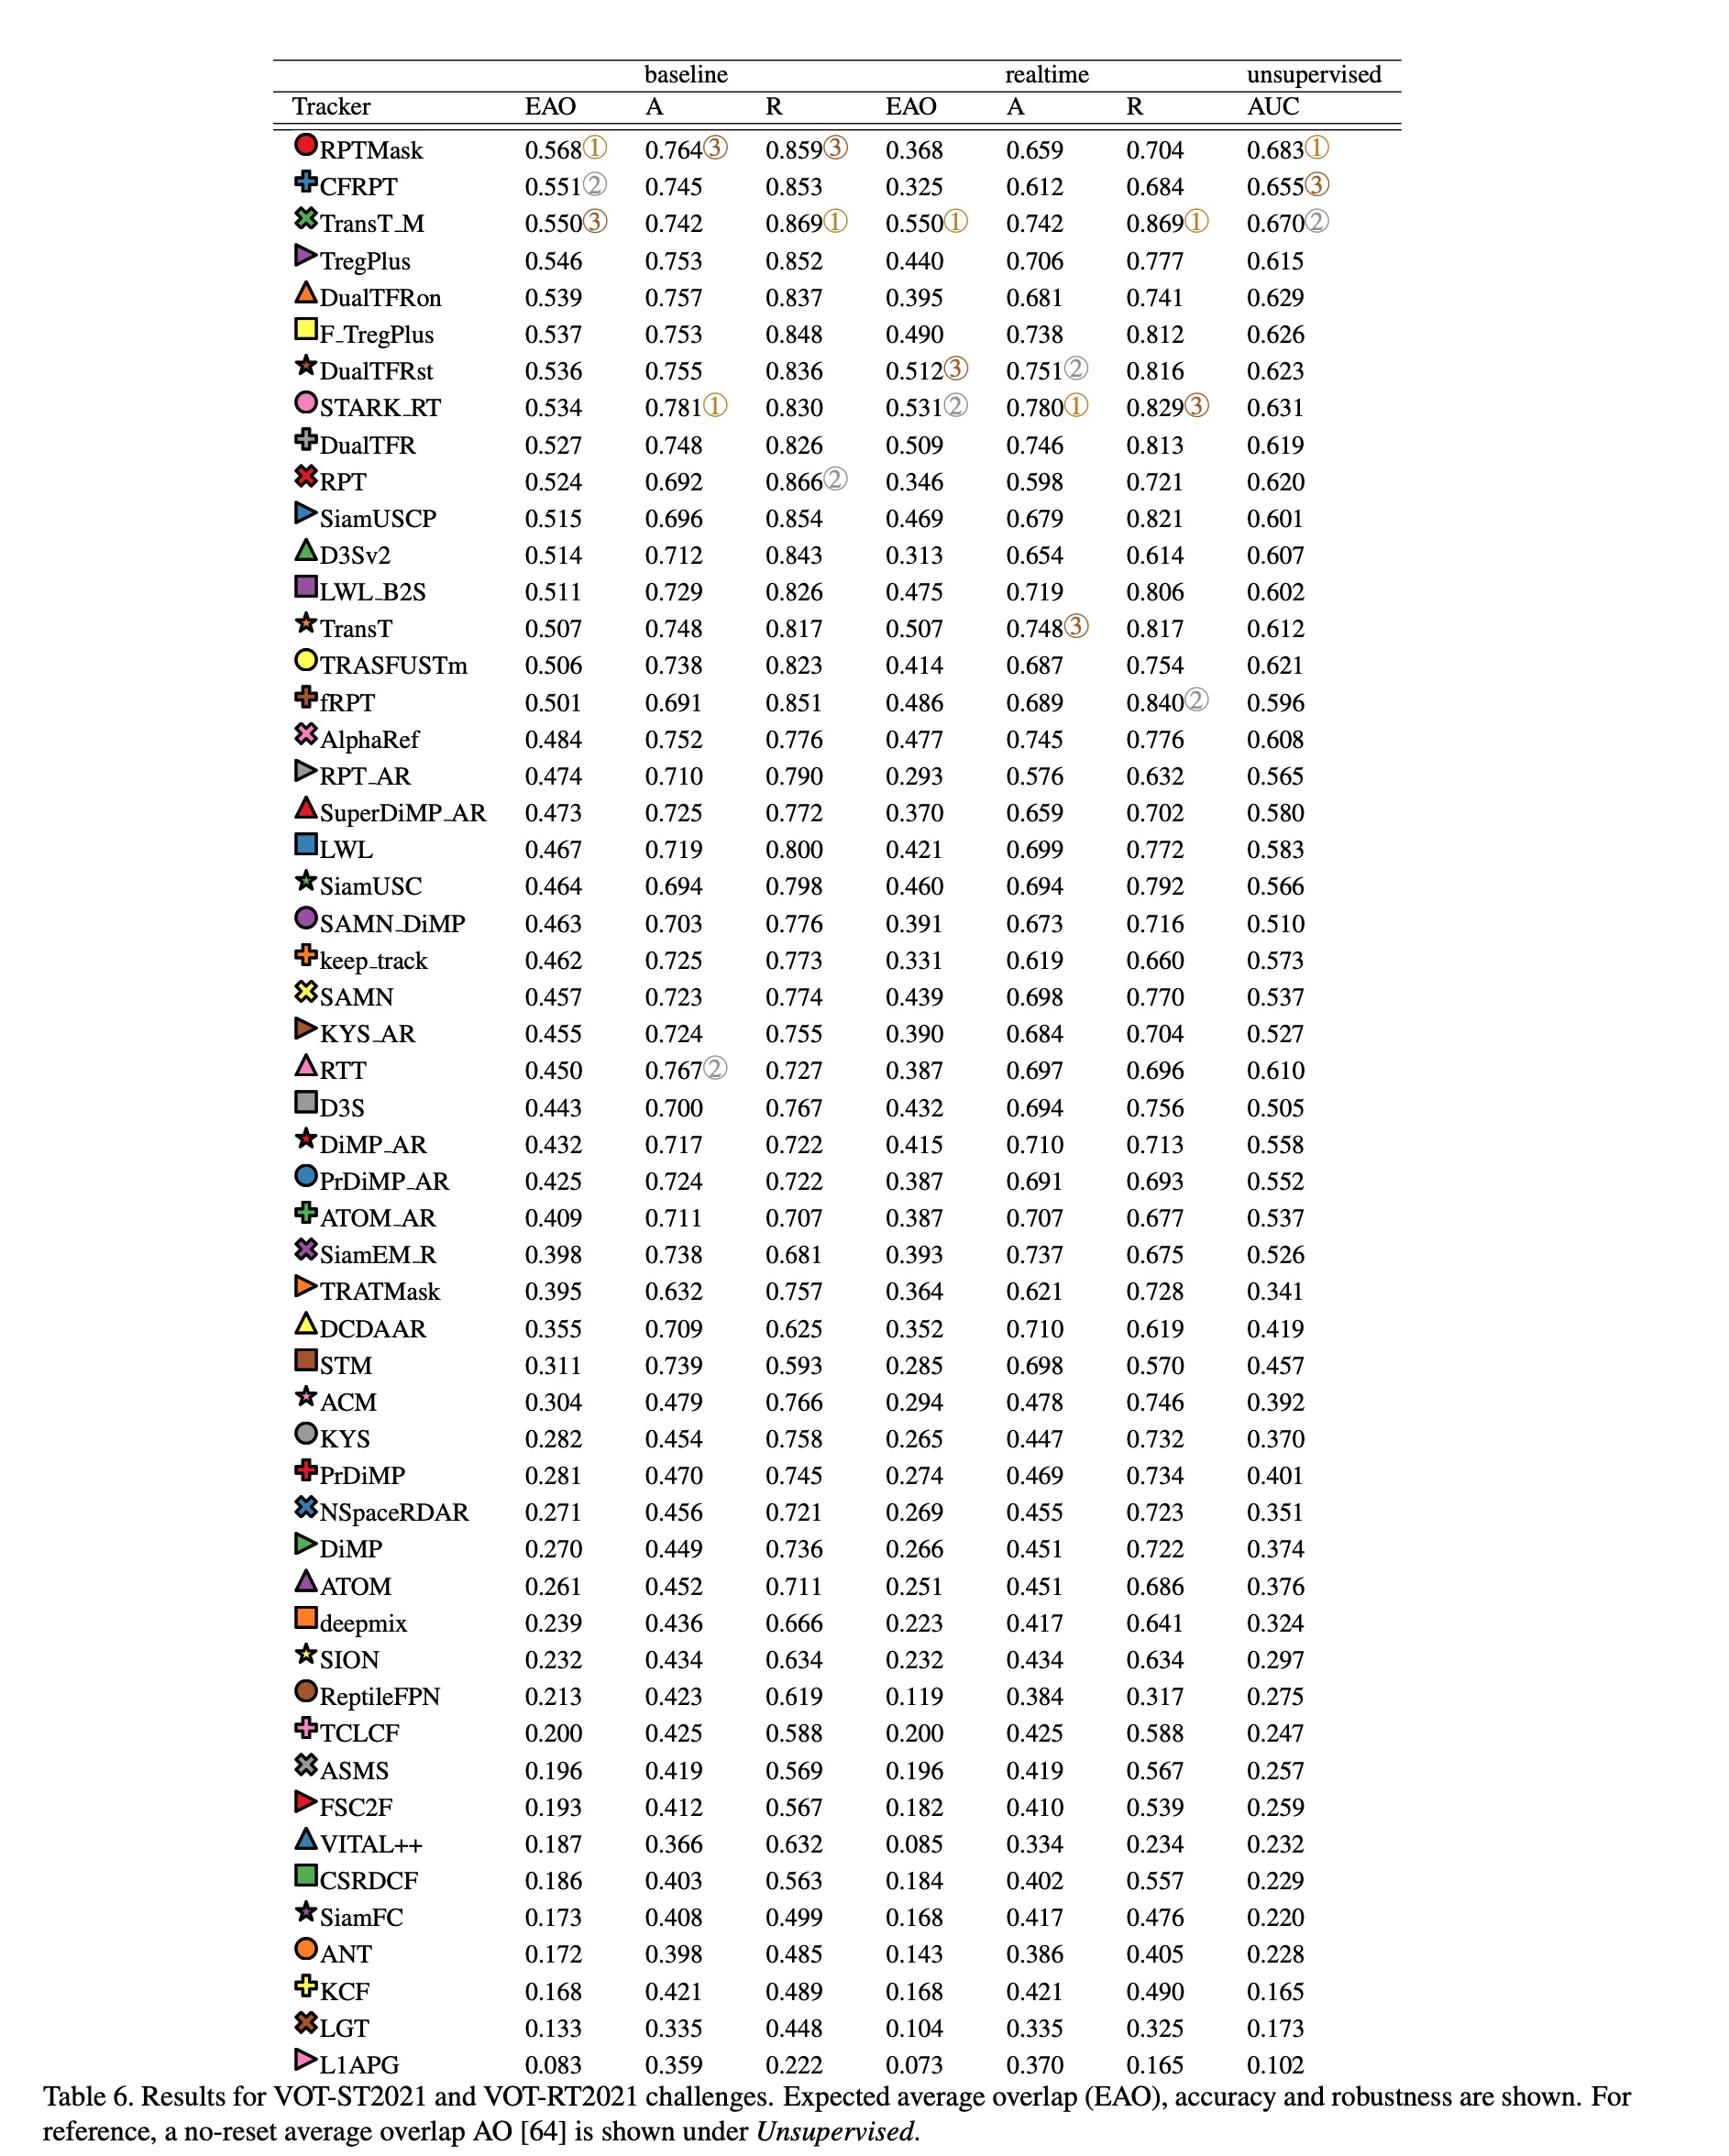 baseline realtime unsupervised
Tracker EAO A R EAO A R AUC
RPTMask 0.568① 0.764③ 0.859③ 0.368 0.659 0.704 0.683①
CFRPT 0.551② 0.745 0.853 0.325 0.612 0.684 0.655③
TransT_M 0.550③ 0.742 0.869① 0.550① 0.742 0.869① 0.670②
TregPlus 0.546 0.753 0.852 0.440 0.706 0.777 0.615
DualTFRon 0.539 0.757 0.837 0.395 0.681 0.741 0.629
F_TregPlus 0.537 0.753 0.848 0.490 0.738 0.812 0.626
DualTFRst 0.536 0.755 0.836 0.512③ 0.751② 0.816 0.623
STARK_RT 0.534 0.781① 0.830 0.531② 0.780① 0.829③ 0.631
DualTFR 0.527 0.748 0.826 0.509 0.746 0.813 0.619
RPT 0.524 0.692 0.866② 0.346 0.598 0.721 0.620
SiamUSCP 0.515 0.696 0.854 0.469 0.679 0.821 0.601
D3Sv2 0.514 0.712 0.843 0.313 0.654 0.614 0.607
LWL_B2S 0.511 0.729 0.826 0.475 0.719 0.806 0.602
TransT 0.507 0.748 0.817 0.507 0.748③ 0.817 0.612
TRASFUSTm 0.506 0.738 0.823 0.414 0.687 0.754 0.621
fRPT 0.501 0.691 0.851 0.486 0.689 0.840② 0.596
AlphaRef 0.484 0.752 0.776 0.477 0.745 0.776 0.608
RPT_AR 0.474 0.710 0.790 0.293 0.576 0.632 0.565
SuperDiMP_AR 0.473 0.725 0.772 0.370 0.659 0.702 0.580
LWL 0.467 0.719 0.800 0.421 0.699 0.772 0.583
SiamUSC 0.464 0.694 0.798 0.460 0.694 0.792 0.566
SAMN_DiMP 0.463 0.703 0.776 0.391 0.673 0.716 0.510
keep_track 0.462 0.725 0.773 0.331 0.619 0.660 0.573
SAMN 0.457 0.723 0.774 0.439 0.698 0.770 0.537
KYS_AR 0.455 0.724 0.755 0.390 0.684 0.704 0.527
RTT 0.450 0.767② 0.727 0.387 0.697 0.696 0.610
D3S 0.443 0.700 0.767 0.432 0.694 0.756 0.505
DiMP_AR 0.432 0.717 0.722 0.415 0.710 0.713 0.558
PrDiMP_AR 0.425 0.724 0.722 0.387 0.691 0.693 0.552
ATOM_AR 0.409 0.711 0.707 0.387 0.707 0.677 0.537
SiamEM_R 0.398 0.738 0.681 0.393 0.737 0.675 0.526
TRATMask 0.395 0.632 0.757 0.364 0.621 0.728 0.341
DCDAAR 0.355 0.709 0.625 0.352 0.710 0.619 0.419
STM 0.311 0.739 0.593 0.285 0.698 0.570 0.457
ACM 0.304 0.479 0.766 0.294 0.478 0.746 0.392
KYS 0.282 0.454 0.758 0.265 0.447 0.732 0.370
PrDiMP 0.281 0.470 0.745 0.274 0.469 0.734 0.401
NSpaceRDAR 0.271 0.456 0.721 0.269 0.455 0.723 0.351
DiMP 0.270 0.449 0.736 0.266 0.451 0.722 0.374
ATOM 0.261 0.452 0.711 0.251 0.451 0.686 0.376
deepmix 0.239 0.436 0.666 0.223 0.417 0.641 0.324
SION 0.232 0.434 0.634 0.232 0.434 0.634 0.297
ReptileFPN 0.213 0.423 0.619 0.119 0.384 0.317 0.275
TCLCF 0.200 0.425 0.588 0.200 0.425 0.588 0.247
ASMS 0.196 0.419 0.569 0.196 0.419 0.567 0.257
FSC2F 0.193 0.412 0.567 0.182 0.410 0.539 0.259
VITAL++ 0.187 0.366 0.632 0.085 0.334 0.234 0.232
CSRDCF 0.186 0.403 0.563 0.184 0.402 0.557 0.229
SiamFC 0.173 0.408 0.499 0.168 0.417 0.476 0.220
ANT 0.172 0.398 0.485 0.143 0.386 0.405 0.228
KCF 0.168 0.421 0.489 0.168 0.421 0.490 0.165
LGT 0.133 0.335 0.448 0.104 0.335 0.325 0.173
L1APG 0.083 0.359 0.222 0.073 0.370 0.165 0.102
Table 6. Results for VOT-ST2021 and VOT-RT2021 challenges. Expected average overlap (EAO), accuracy and robustness are shown. For
reference, a no-reset average overlap AO [64] is shown under Unsupervised.